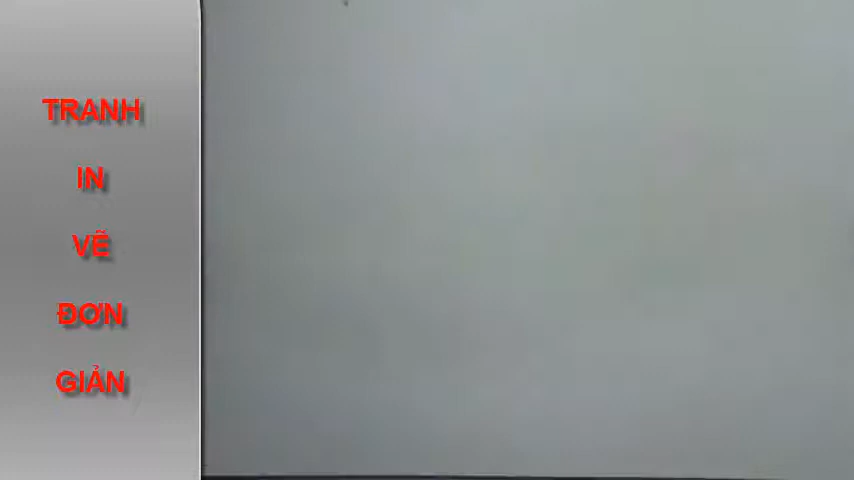 TRANH
IN
VẼ
ĐƠN
GIẢN